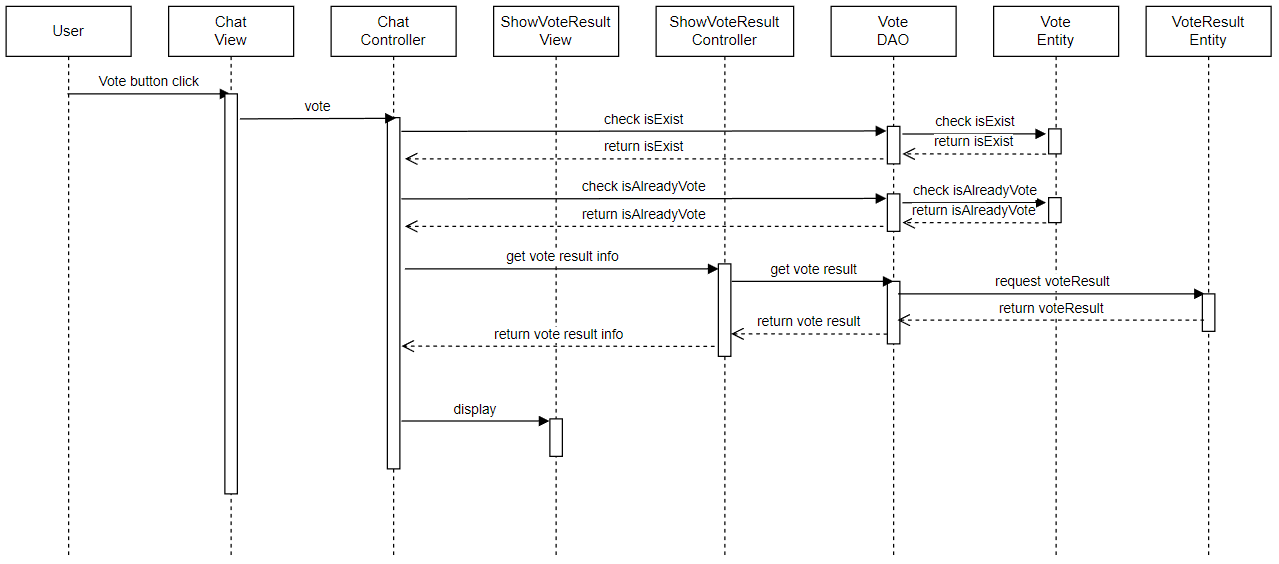 User
Chat
View
Chat
Controller
ShowVoteResult
View
ShowVoteResult
Controller
Vote
DAO
Vote
Entity
VoteResult
Entity
Vote button click
vote
check isExist
check isExist
return isExist
return isExist
check isAlreadyVote
check isAlreadyVote
return isAlreadyVote
return isAlreadyVote
get vote result info
get vote result
request voteResult
return voteResult
return vote result
return vote result info
display